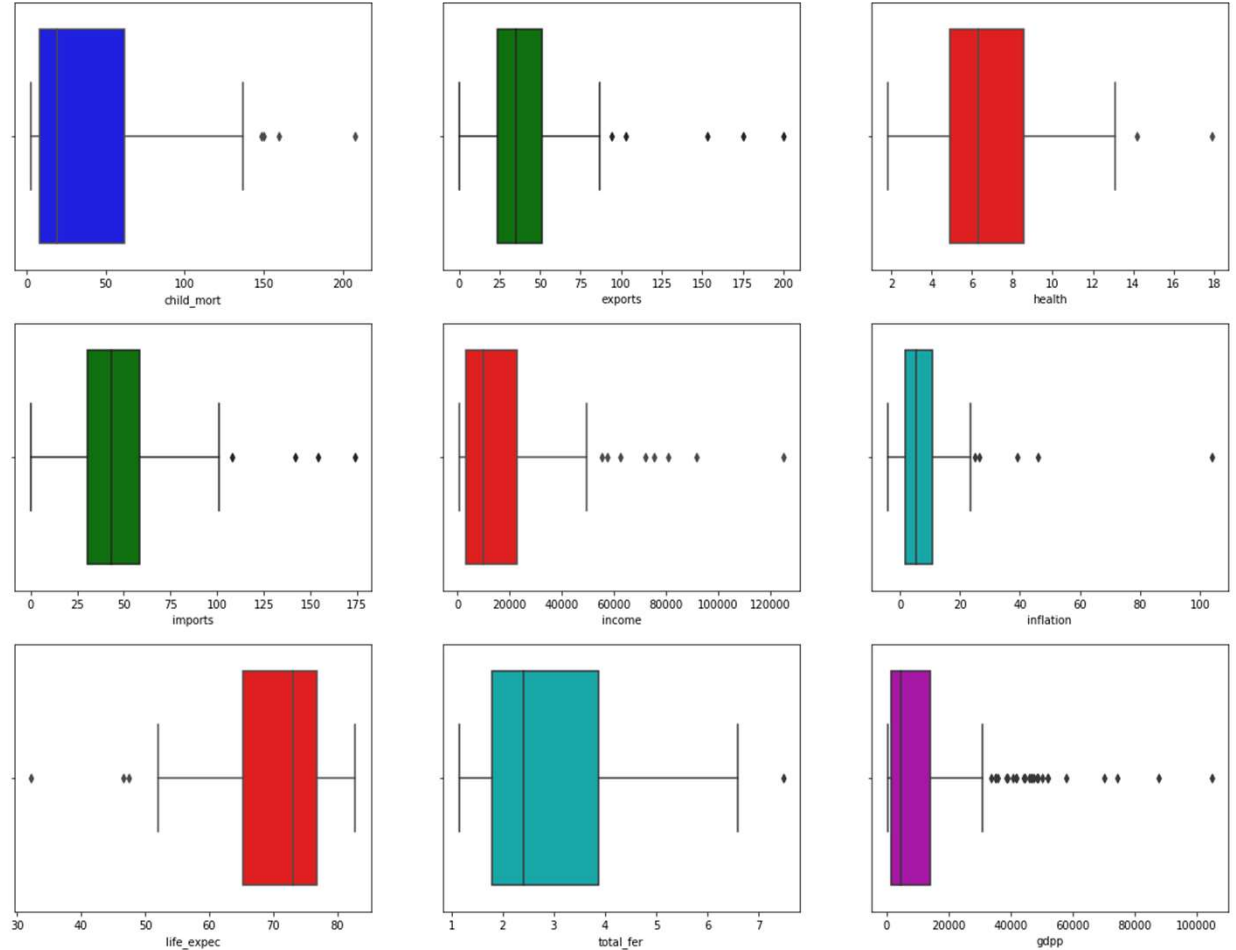 0 50 100 150 200
child_mort
0 25 50 75 100 125 150 175 200
exports
2 4 6 8 10 12 14 16 18
health
0 25 50 75 100 125 150 175
imports
0 20000 40000 60000 80000 100000 120000
income
0 20 40 60 80 100
inflation
30 40 50 60 70 80
life_expec
1 2 3 4 5 6 7
total_fer
0 20000 40000 60000 80000 100000
gdpp